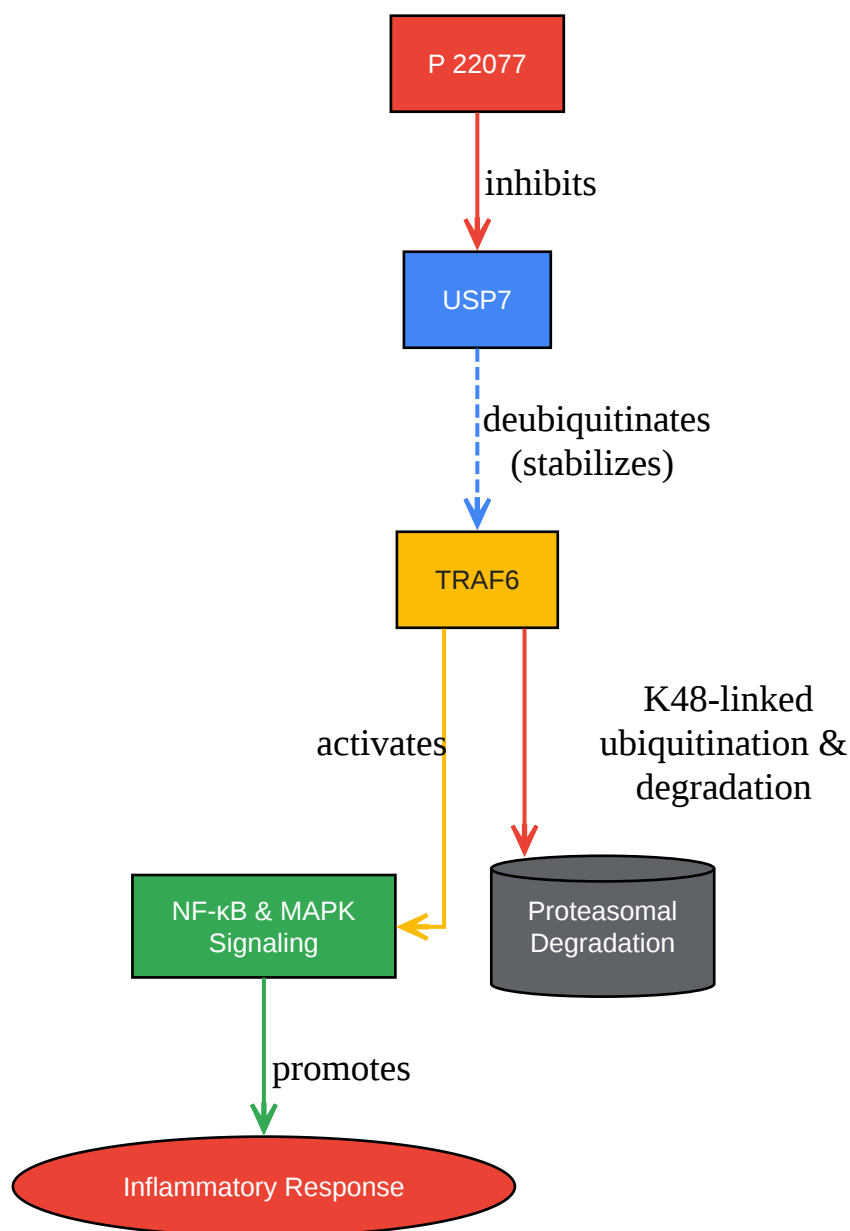 P 22077
inhibits
USP7
deubiquitinates
(stabilizes)
TRAF6
activates
K48-linked
ubiquitination &
degradation
NF-κB & MAPK
Signaling
Proteasomal
Degradation
promotes
Inflammatory Response